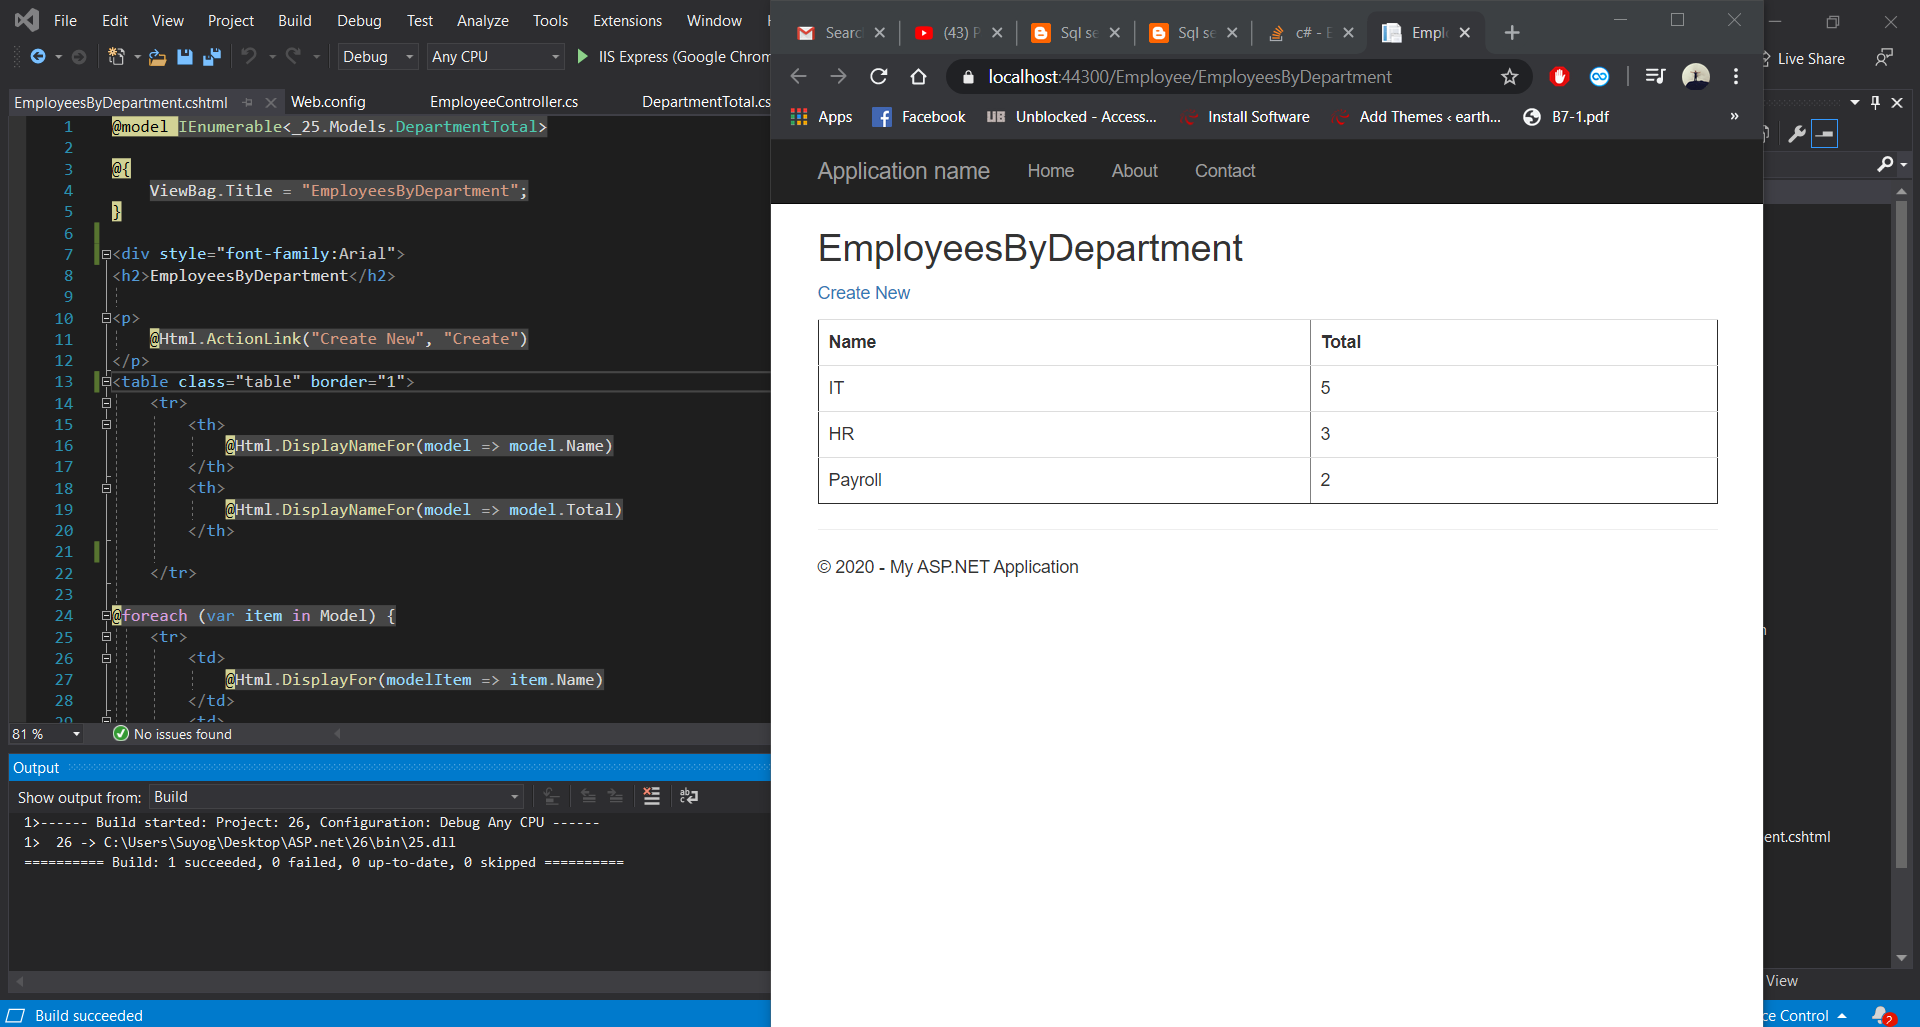 File Edit View Project Build Debug Test Analyze Tools Extensions Window
Debug Any CPU IIS Express (Google Chrom
Live Share
EmployeesByDepartment.cshtml Web.config EmployeeController.cs DepartmentTotal.cs
1 @model IEnumerable<_25.Models.DepartmentTotal>
2
3 @{
4 ViewBag.Title = "EmployeesByDepartment";
5 }
6
7 <div style="font-family:Arial">
8 <h2>EmployeesByDepartment</h2>
9
10 <p>
11 @Html.ActionLink("Create New", "Create")
12 </p>
13 <table class="table" border="1">
14 <tr>
15 <th>
16 @Html.DisplayNameFor(model => model.Name)
17 </th>
18 <th>
19 @Html.DisplayNameFor(model => model.Total)
20 </th>
21
22 </tr>
23
24 @foreach (var item in Model) {
25 <tr>
26 <td>
27 @Html.DisplayFor(modelItem => item.Name)
28 </td>
29 <td>
81 % No issues found
Output
Show output from: Build
1>------ Build started: Project: 26, Configuration: Debug Any CPU ------
1> 26 -> C:\Users\Suyog\Desktop\ASP.net\26\bin\25.dll
========== Build: 1 succeeded, 0 failed, 0 up-to-date, 0 skipped ==========
Build succeeded
Searc (43) P Sql se Sql se c# - E Empl
localhost:44300/Employee/EmployeesByDepartment
Apps Facebook UB Unblocked - Access... Install Software Add Themes ‹ earth... B7-1.pdf »
Application name Home About Contact
EmployeesByDepartment
Create New
Name Total
IT 5
HR 3
Payroll 2
© 2020 - My ASP.NET Application
ent.cshtml
View
ce Control 2